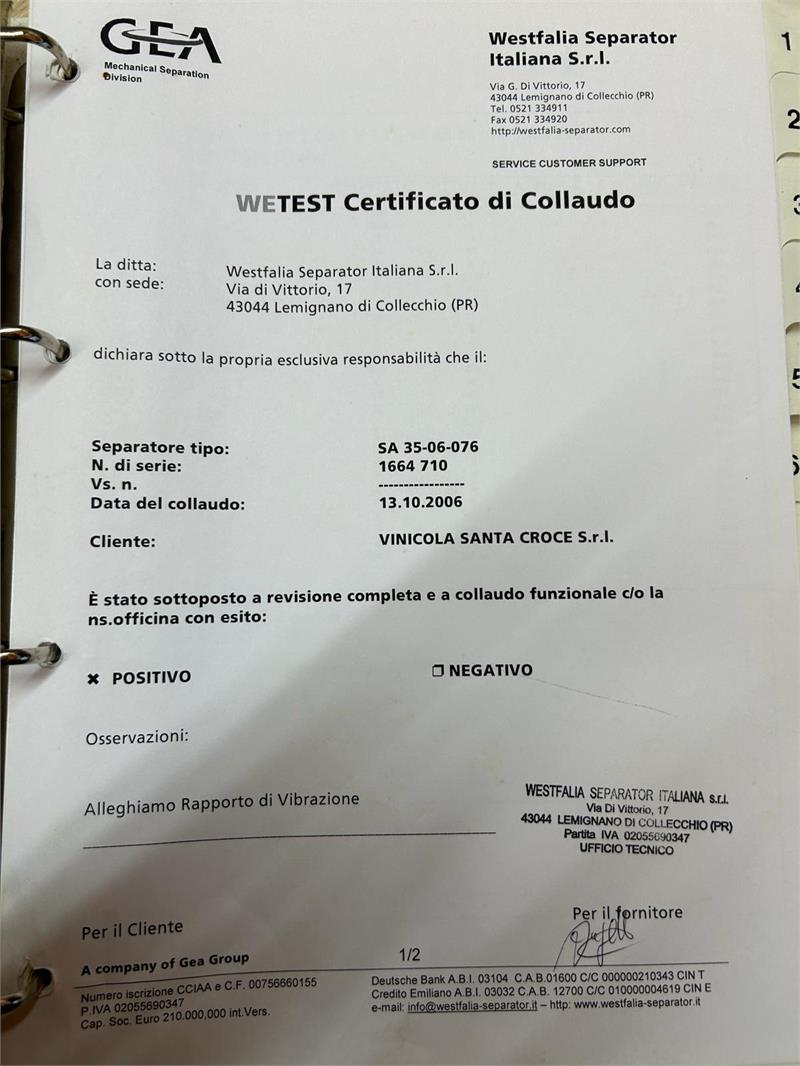 GEA
Mechanical Separation
Division
Westfalia Separator
Italiana S.r.l.
Via G. Di Vittorio, 17
43044 Lemignano di Collecchio (PR)
Tel. 0521 334911
Fax 0521 334920
http://westfalia-separator.com
SERVICE CUSTOMER SUPPORT
WETEST Certificato di Collaudo
La ditta: Westfalia Separator Italiana S.r.l.
con sede: Via di Vittorio, 17
43044 Lemignano di Collecchio (PR)
dichiara sotto la propria esclusiva responsabilità che il:
Separatore tipo: SA 35-06-076
N. di serie: 1664 710
Vs. n. -----------------
Data del collaudo: 13.10.2006
Cliente: VINICOLA SANTA CROCE S.r.l.
È stato sottoposto a revisione completa e a collaudo funzionale c/o la
ns.officina con esito:
✖ POSITIVO ❒ NEGATIVO
Osservazioni:
Alleghiamo Rapporto di Vibrazione
WESTFALIA SEPARATOR ITALIANA s.r.l.
Via Di Vittorio, 17
43044 LEMIGNANO DI COLLECCHIO (PR)
Partita IVA 02055690347
UFFICIO TECNICO
Per il Cliente Per il fornitore
A company of Gea Group 1/2
Numero iscrizione CCIAA e C.F. 00756660155
P.IVA 02055690347
Cap. Soc. Euro 210.000,000 int.Vers.
Deutsche Bank A.B.I. 03104 C.A.B.01600 C/C 000000210343 CIN T
Credito Emiliano A.B.I. 03032 C.A.B. 12700 C/C 010000004619 CIN E
e-mail: info@westfalia-separator.it – http: www.westfalia-separator.it
1
2
3
4
5
6